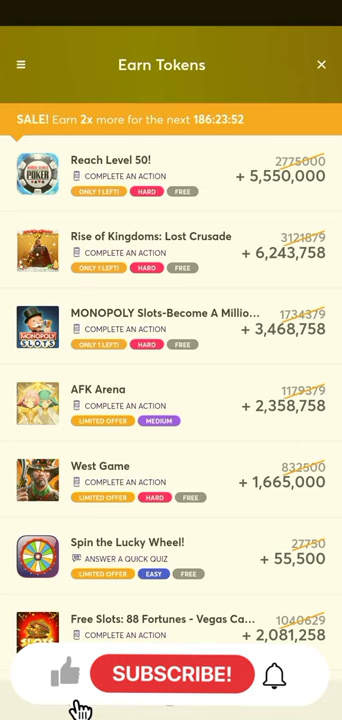 Earn Tokens
SALE! Earn 2x more for the next 186:23:52
Reach Level 50!
2775000
COMPLETE AN ACTION
+ 5,550,000
ONLY 1 LEFT! HARD FREE
Rise of Kingdoms: Lost Crusade
3121879
COMPLETE AN ACTION
+ 6,243,758
ONLY 1 LEFT! HARD FREE
MONOPOLY Slots-Become A Millio...
1734379
COMPLETE AN ACTION
+ 3,468,758
ONLY 1 LEFT! HARD FREE
AFK Arena
1179379
COMPLETE AN ACTION
+ 2,358,758
LIMITED OFFER MEDIUM
West Game
832500
COMPLETE AN ACTION
+ 1,665,000
LIMITED OFFER HARD FREE
Spin the Lucky Wheel!
27750
ANSWER A QUICK QUIZ
+ 55,500
LIMITED OFFER EASY FREE
Free Slots: 88 Fortunes - Vegas Ca...
1040629
COMPLETE AN ACTION
+ 2,081,258
SUBSCRIBE!
POKER
MONOPOLY
SLOTS